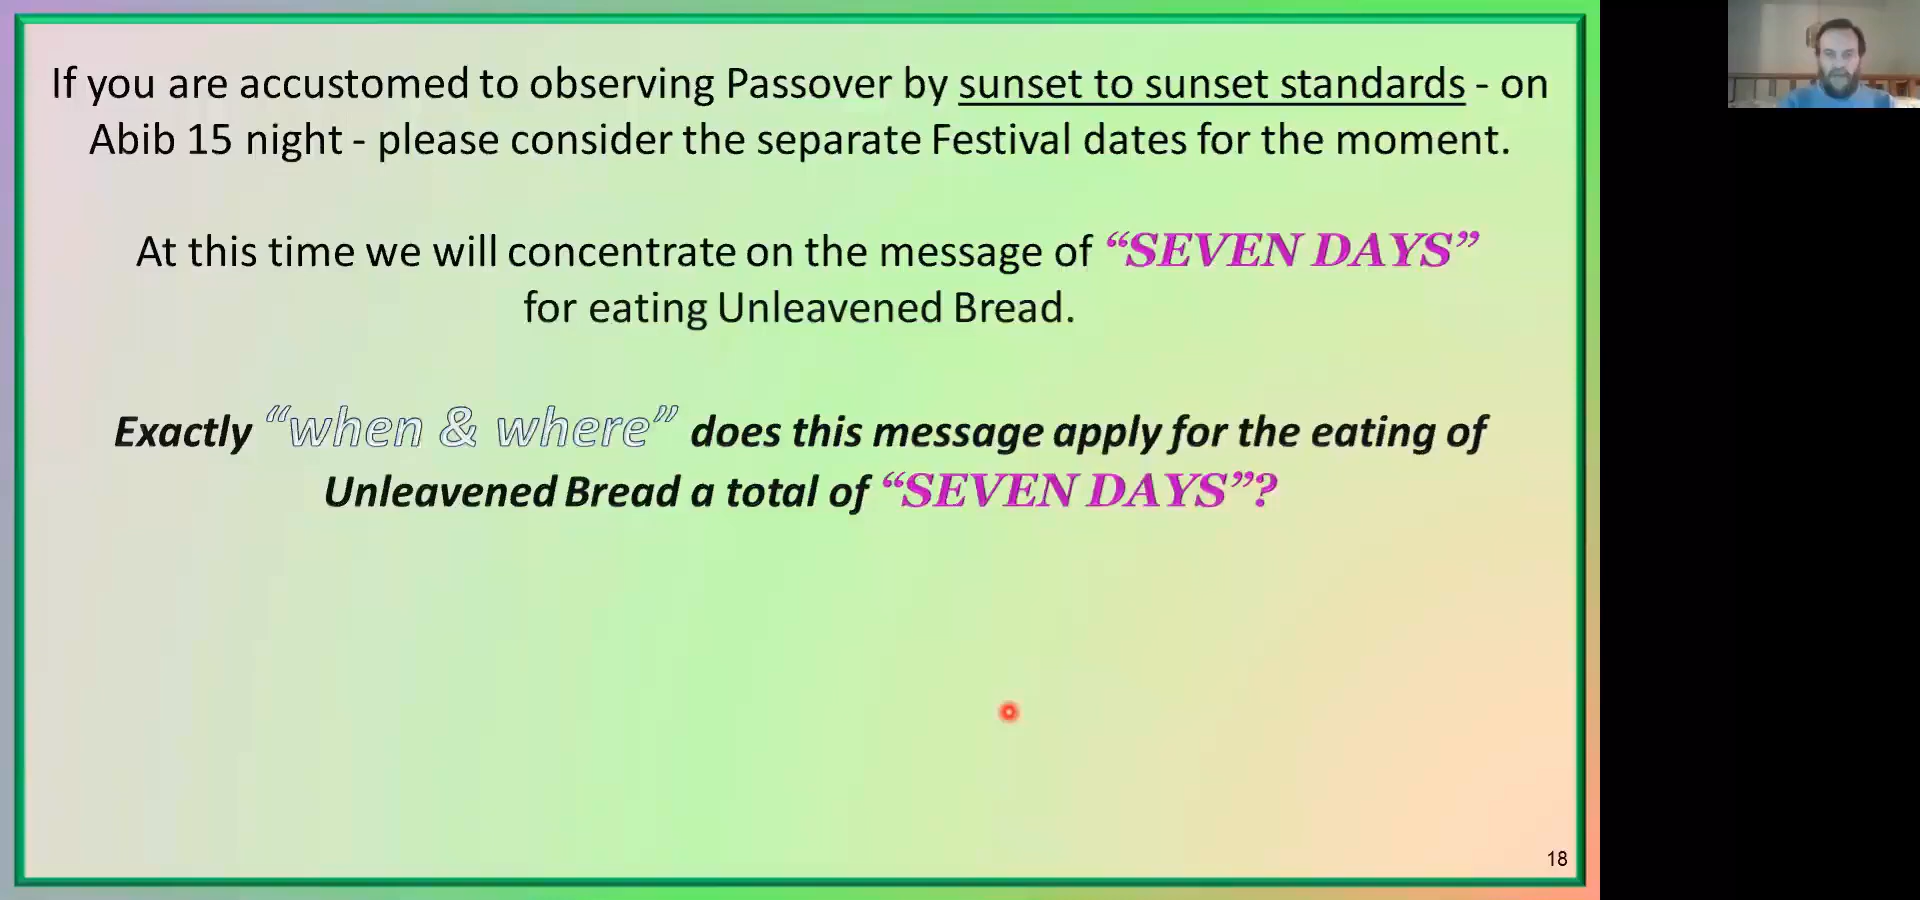 If you are accustomed to observing Passover by sunset to sunset standards - on
Abib 15 night - please consider the separate Festival dates for the moment.
At this time we will concentrate on the message of “SEVEN DAYS”
for eating Unleavened Bread.
Exactly “when & where” does this message apply for the eating of
Unleavened Bread a total of “SEVEN DAYS”?
18